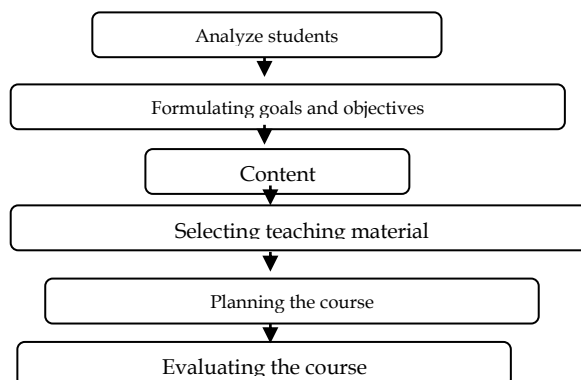 Analyze students
Formulating goals and objectives
Content
Selecting teaching material
Planning the course
Evaluating the course